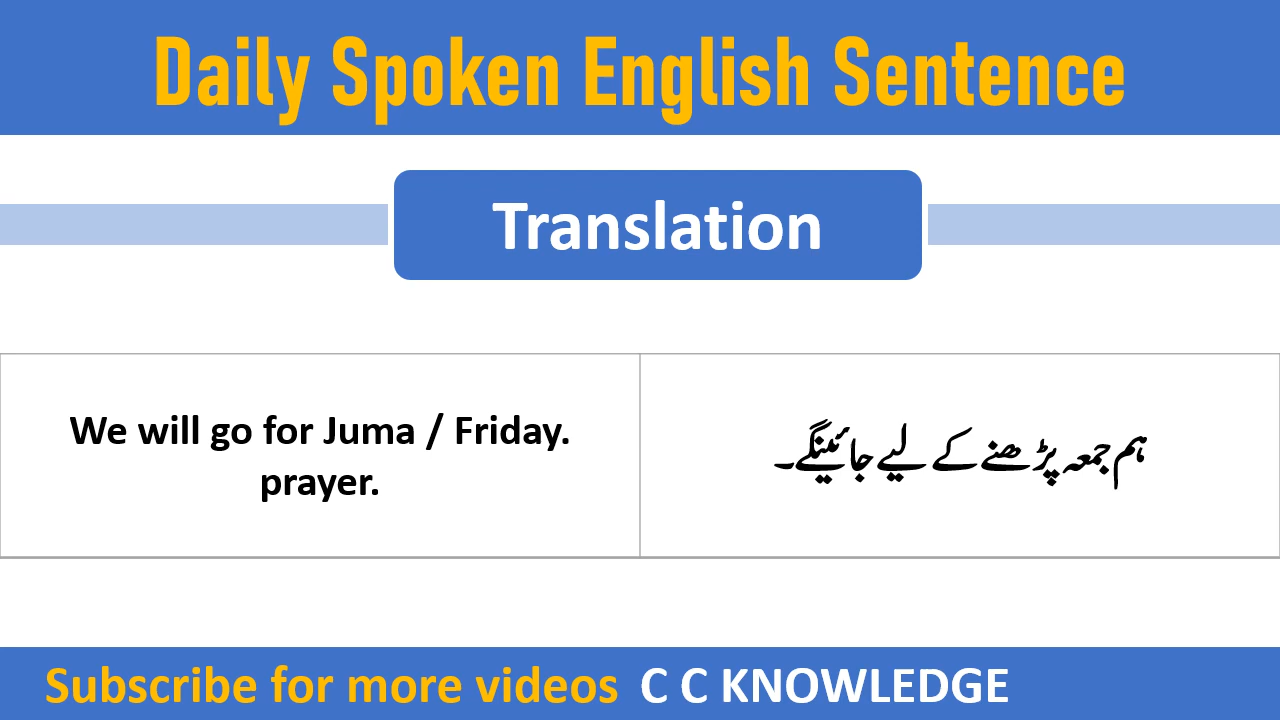 Daily Spoken English Sentence
Translation
We will go for Juma / Friday.
prayer.
ہم جمعہ پڑھنے کے لیے جائینگے۔
Subscribe for more videos C C KNOWLEDGE